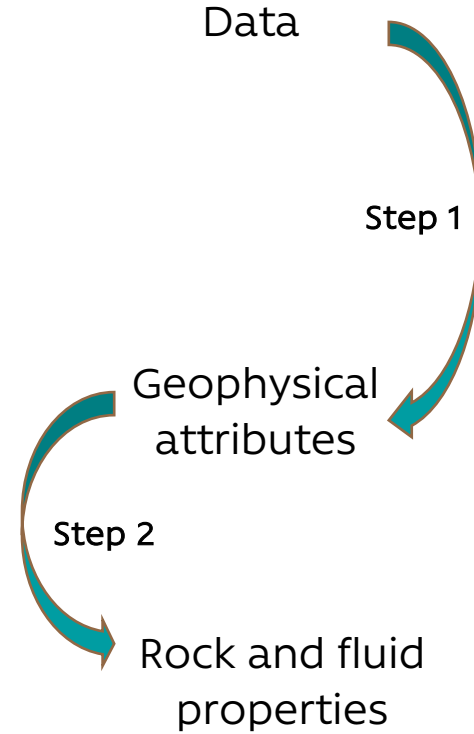 Data
Step 1
Geophysical
attributes
Step 2
Rock and fluid
properties